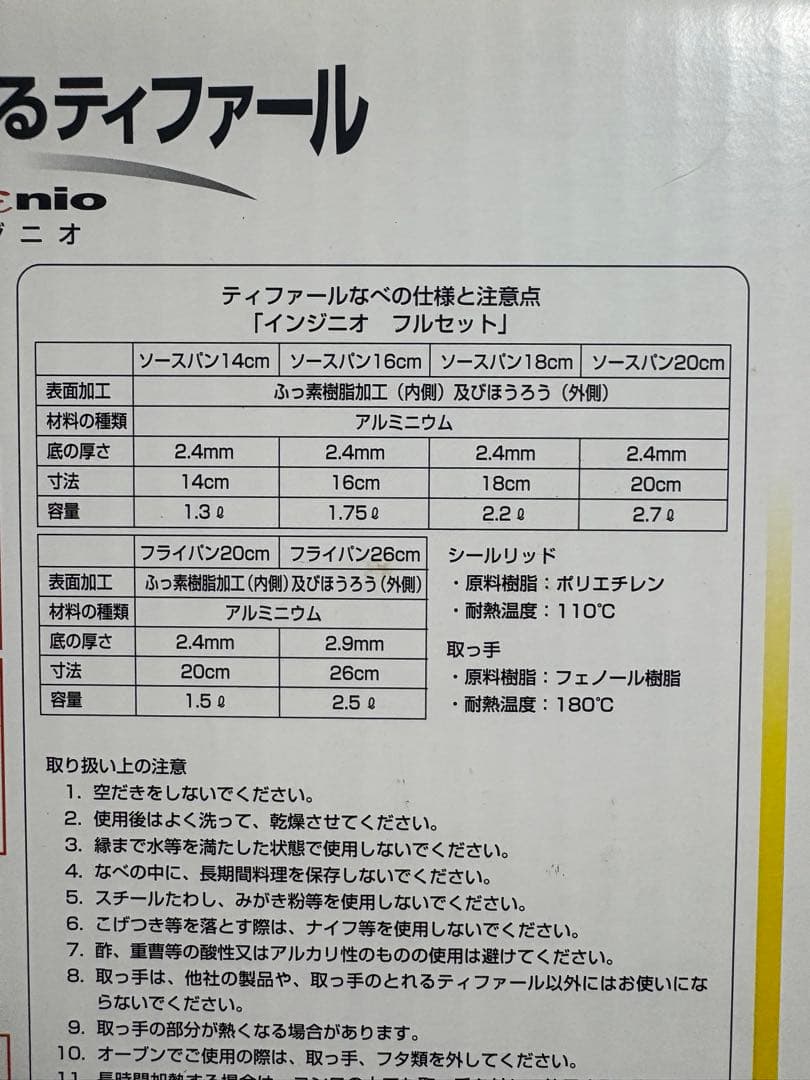 るティファール
nio
ニオ
ティファールなべの仕様と注意点
「インジニオ　フルセット」
ソースパン14cm ソースパン16cm ソースパン18cm ソースパン20cm
表面加工 ふっ素樹脂加工（内側）及びほうろう（外側）
材料の種類 アルミニウム
底の厚さ 2.4mm 2.4mm 2.4mm 2.4mm
寸法 14cm 16cm 18cm 20cm
容量 1.3ℓ 1.75ℓ 2.2ℓ 2.7ℓ
フライパン20cm フライパン26cm
表面加工 ふっ素樹脂加工（内側）及びほうろう（外側）
材料の種類 アルミニウム
底の厚さ 2.4mm 2.9mm
寸法 20cm 26cm
容量 1.5ℓ 2.5ℓ
シールリッド
・原料樹脂：ポリエチレン
・耐熱温度：110℃
取っ手
・原料樹脂：フェノール樹脂
・耐熱温度：180℃
取り扱い上の注意
1. 空だきをしないでください。
2. 使用後はよく洗って、乾燥させてください。
3. 縁まで水等を満たした状態で使用しないでください。
4. なべの中に、長期間料理を保存しないでください。
5. スチールたわし、みがき粉等を使用しないでください。
6. こげつき等を落とす際は、ナイフ等を使用しないでください。
7. 酢、重曹等の酸性又はアルカリ性のものの使用は避けてください。
8. 取っ手は、他社の製品や、取っ手のとれるティファール以外にはお使いにな
らないでください。
9. 取っ手の部分が熱くなる場合があります。
10. オーブンでご使用の際は、取っ手、フタ類を外してください。